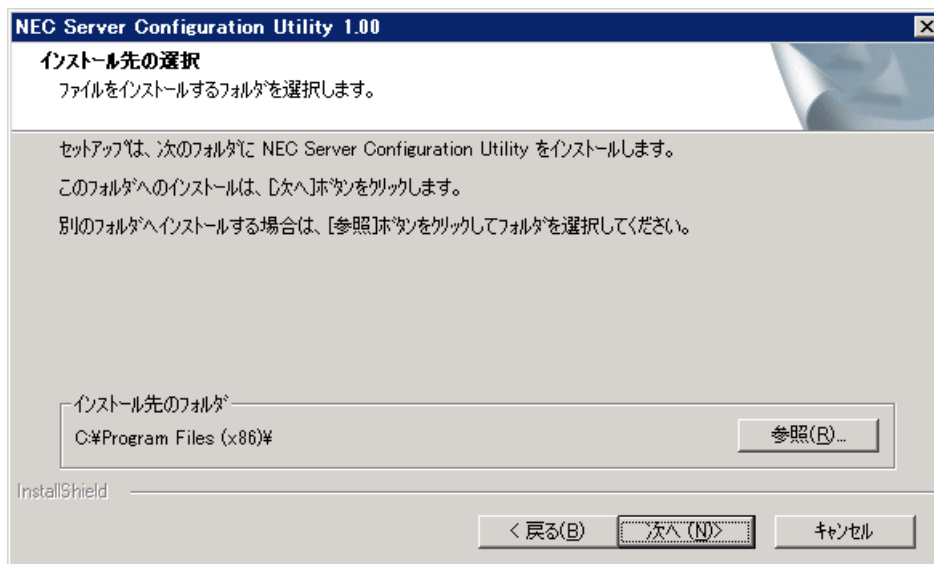 NEC Server Configuration Utility 1.00
インストール先の選択
ファイルをインストールするフォルダを選択します。
セットアップは、次のフォルダに NEC Server Configuration Utility をインストールします。
このフォルダへのインストールは、[次へ]ボタンをクリックします。
別のフォルダへインストールする場合は、[参照]ボタンをクリックしてフォルダを選択してください。
インストール先のフォルダ
C:¥Program Files (x86)¥
参照(R)...
InstallShield
< 戻る(B)
次へ (N)>
キャンセル